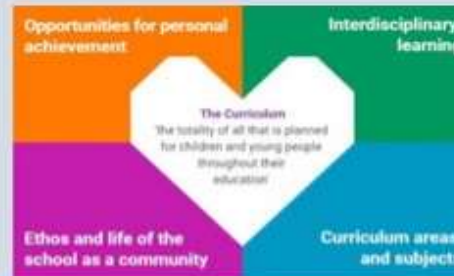 Opportunities for personal
achievement
Interdisciplinary
learning
The Curriculum
The totality of all that is planned
for children and young people
throughout their
education
Ethos and life of the
school as a community
Curriculum areas
and subject